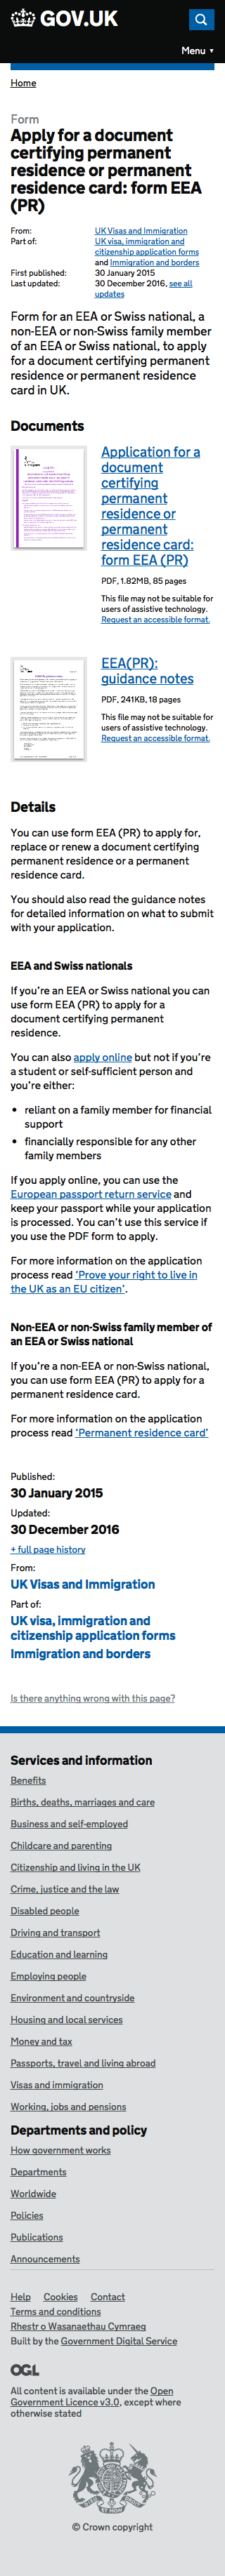 GOV.UK
Menu ▼
Home
Form
Apply for a document
certifying permanent
residence or permanent
residence card: form EEA
(PR)
From: UK Visas and Immigration
Part of: UK visa, immigration and
citizenship application forms
and Immigration and borders
First published: 30 January 2015
Last updated: 30 December 2016, see all
updates
Form for an EEA or Swiss national, a
non-EEA or non-Swiss family member
of an EEA or Swiss national, to apply
for a document certifying permanent
residence or permanent residence
card in UK.
Documents
Application for a
document
certifying
permanent
residence or
permanent
residence card:
form EEA (PR)
PDF, 1.82MB, 85 pages
This file may not be suitable for
users of assistive technology.
Request an accessible format.
EEA(PR):
guidance notes
PDF, 241KB, 18 pages
This file may not be suitable for
users of assistive technology.
Request an accessible format.
Details
You can use form EEA (PR) to apply for,
replace or renew a document certifying
permanent residence or a permanent
residence card.
You should also read the guidance notes
for detailed information on what to submit
with your application.
EEA and Swiss nationals
If you’re an EEA or Swiss national you can
use form EEA (PR) to apply for a
document certifying permanent
residence.
You can also apply online but not if you’re
a student or self-sufficient person and
you’re either:
• reliant on a family member for financial
support
• financially responsible for any other
family members
If you apply online, you can use the
European passport return service and
keep your passport while your application
is processed. You can’t use this service if
you use the PDF form to apply.
For more information on the application
process read ‘Prove your right to live in
the UK as an EU citizen’.
Non-EEA or non-Swiss family member of
an EEA or Swiss national
If you’re a non-EEA or non-Swiss national,
you can use form EEA (PR) to apply for a
permanent residence card.
For more information on the application
process read ‘Permanent residence card’
Published:
30 January 2015
Updated:
30 December 2016
+ full page history
From:
UK Visas and Immigration
Part of:
UK visa, immigration and
citizenship application forms
Immigration and borders
Is there anything wrong with this page?
Services and information
Benefits
Births, deaths, marriages and care
Business and self-employed
Childcare and parenting
Citizenship and living in the UK
Crime, justice and the law
Disabled people
Driving and transport
Education and learning
Employing people
Environment and countryside
Housing and local services
Money and tax
Passports, travel and living abroad
Visas and immigration
Working, jobs and pensions
Departments and policy
How government works
Departments
Worldwide
Policies
Publications
Announcements
Help Cookies Contact
Terms and conditions
Rhestr o Wasanaethau Cymraeg
Built by the Government Digital Service
OGL
All content is available under the Open
Government Licence v3.0, except where
otherwise stated
© Crown copyright